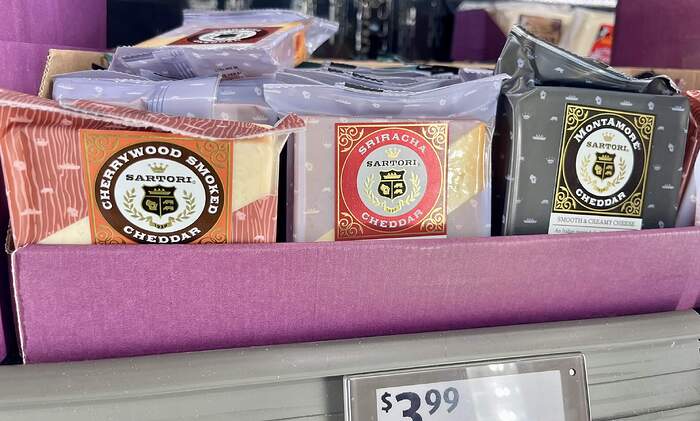 CHERRYWOOD SMOKED
SARTORI
CHEDDAR
SRIRACHA
SARTORI
CHEDDAR
MONTAMORÉ
SARTORI
CHEDDAR
SMOOTH & CREAMY CHEESE
$3.99